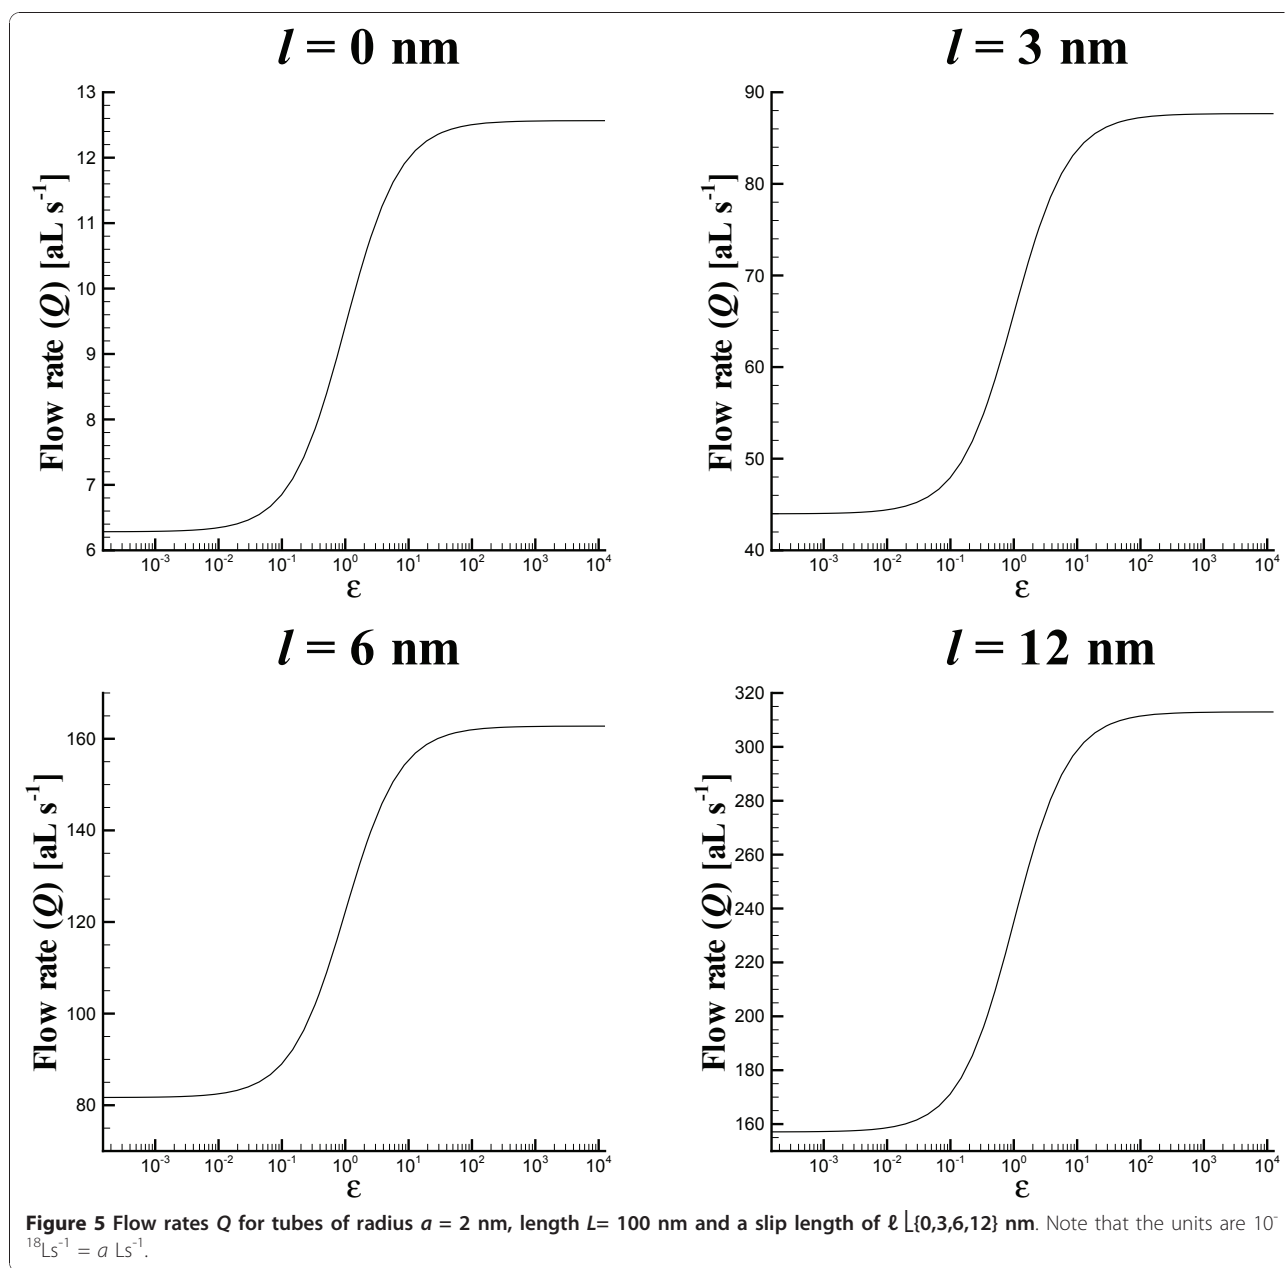 l = 0 nm
13
12
11
10
9
8
7
6
Flow rate (Q) [aL s-1]
10-3 10-2 10-1 100 101 102 103 104
ε
l = 3 nm
90
80
70
60
50
40
Flow rate (Q) [aL s-1]
10-3 10-2 10-1 100 101 102 103 104
ε
l = 6 nm
160
140
120
100
80
Flow rate (Q) [aL s-1]
10-3 10-2 10-1 100 101 102 103 104
ε
l = 12 nm
320
300
280
260
240
220
200
180
160
Flow rate (Q) [aL s-1]
10-3 10-2 10-1 100 101 102 103 104
ε
Figure 5 Flow rates Q for tubes of radius a = 2 nm, length L= 100 nm and a slip length of ℓ ⌊{0,3,6,12} nm. Note that the units are 10-
18Ls-1 = a Ls-1.